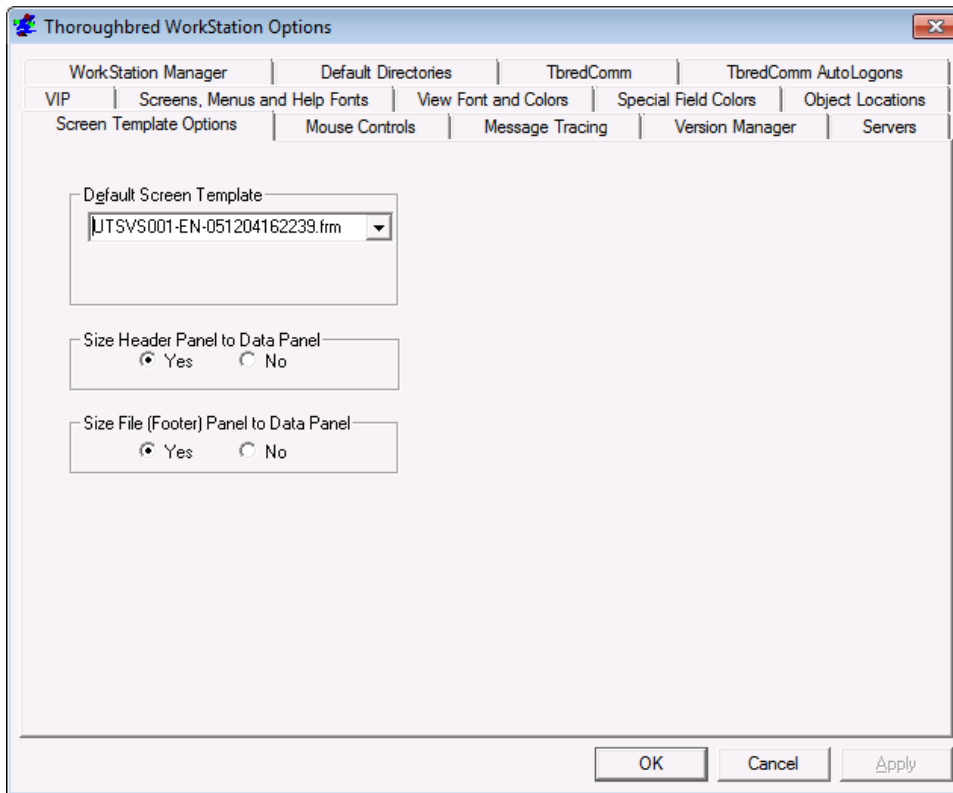 Thoroughbred WorkStation Options
WorkStation Manager Default Directories TbredComm TbredComm AutoLogons
VIP Screens, Menus and Help Fonts View Font and Colors Special Field Colors Object Locations
Screen Template Options Mouse Controls Message Tracing Version Manager Servers
Default Screen Template
UTSVS001-EN-051204162239.frm
Size Header Panel to Data Panel
Yes No
Size File (Footer) Panel to Data Panel
Yes No
OK Cancel Apply